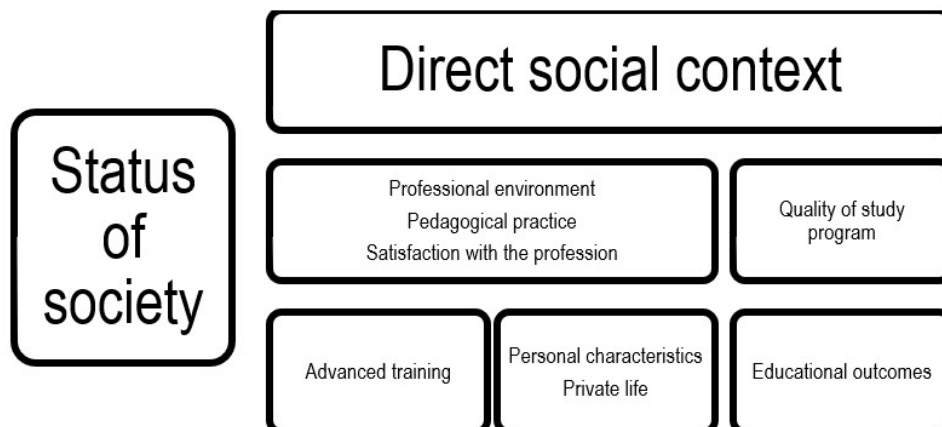 Direct social context
Status
of
society
Professional environment
Pedagogical practice
Satisfaction with the profession
Quality of study
program
Advanced training
Personal characteristics
Private life
Educational outcomes